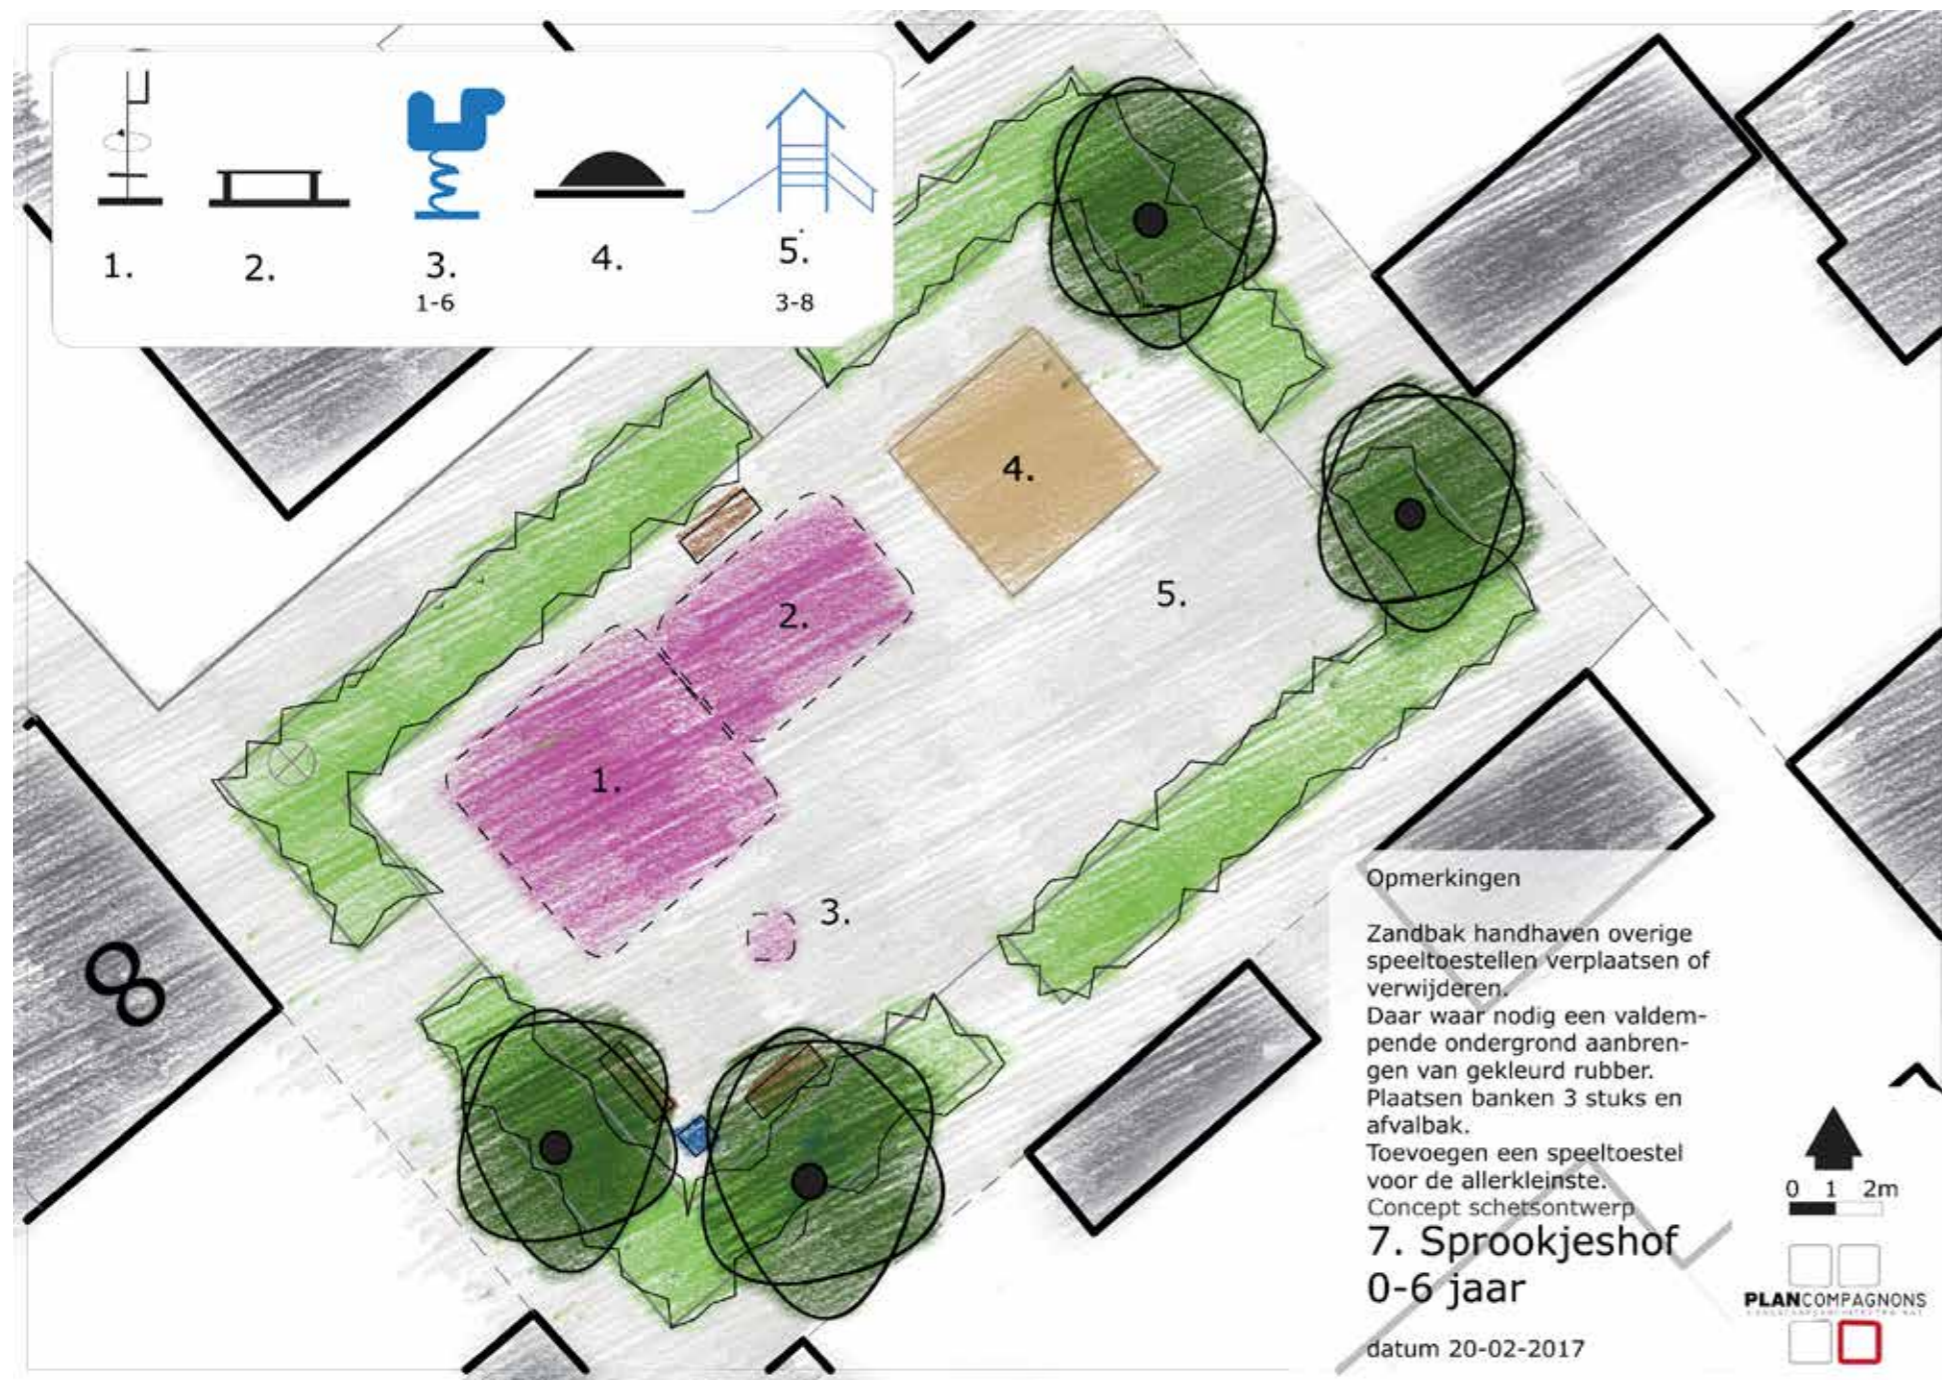 1.
2.
3.
1-6
4.
5.
3-8
4.
2.
5.
1.
3.
8
Opmerkingen
Zandbak handhaven overige
speeltoestellen verplaatsen of
verwijderen.
Daar waar nodig een valdem-
pende ondergrond aanbren-
gen van gekleurd rubber.
Plaatsen banken 3 stuks en
afvalbak.
Toevoegen een speeltoestel
voor de allerkleinste.
Concept schetsontwerp
7. Sprookjeshof
0-6 jaar
datum 20-02-2017
0 1 2m
PLANCOMPAGNONS